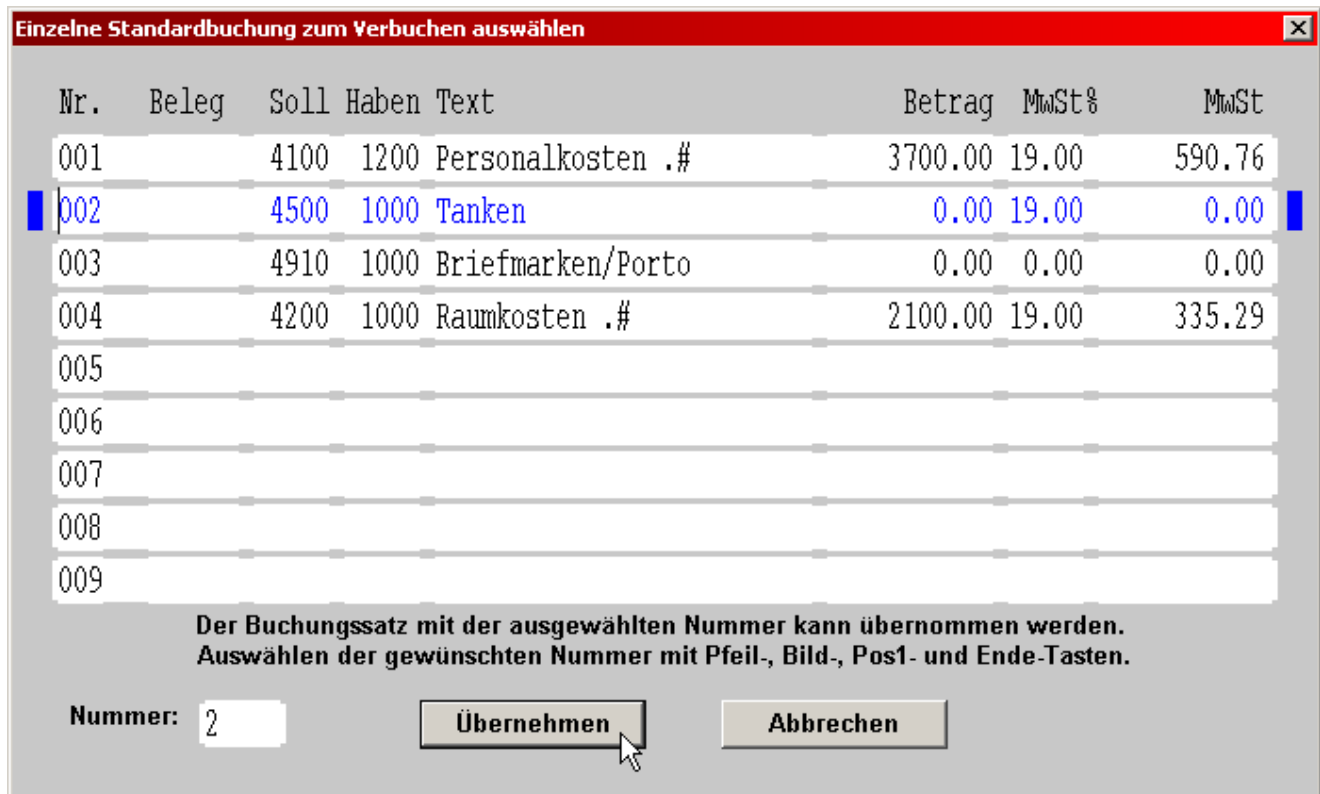 Einzelne Standardbuchung zum Verbuchen auswählen
Nr. Beleg Soll Haben Text Betrag MwSt% MwSt
001 4100 1200 Personalkosten .# 3700.00 19.00 590.76
002 4500 1000 Tanken 0.00 19.00 0.00
003 4910 1000 Briefmarken/Porto 0.00 0.00 0.00
004 4200 1000 Raumkosten .# 2100.00 19.00 335.29
005
006
007
008
009
Der Buchungssatz mit der ausgewählten Nummer kann übernommen werden.
Auswählen der gewünschten Nummer mit Pfeil-, Bild-, Pos1- und Ende-Tasten.
Nummer: 2 Übernehmen Abbrechen